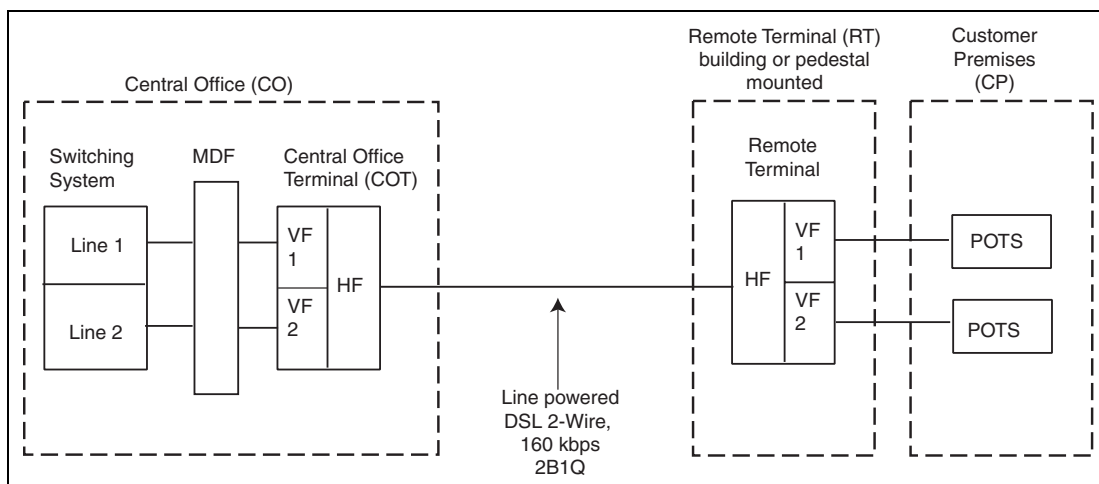 Central Office (CO)
Switching
System
MDF
Central Office
Terminal (COT)
Line 1
Line 2
VF
1
VF
2
HF
Line powered
DSL 2-Wire,
160 kbps
2B1Q
Remote Terminal (RT)
building or pedestal
mounted
Remote
Terminal
HF
VF
1
VF
2
Customer
Premises
(CP)
POTS
POTS